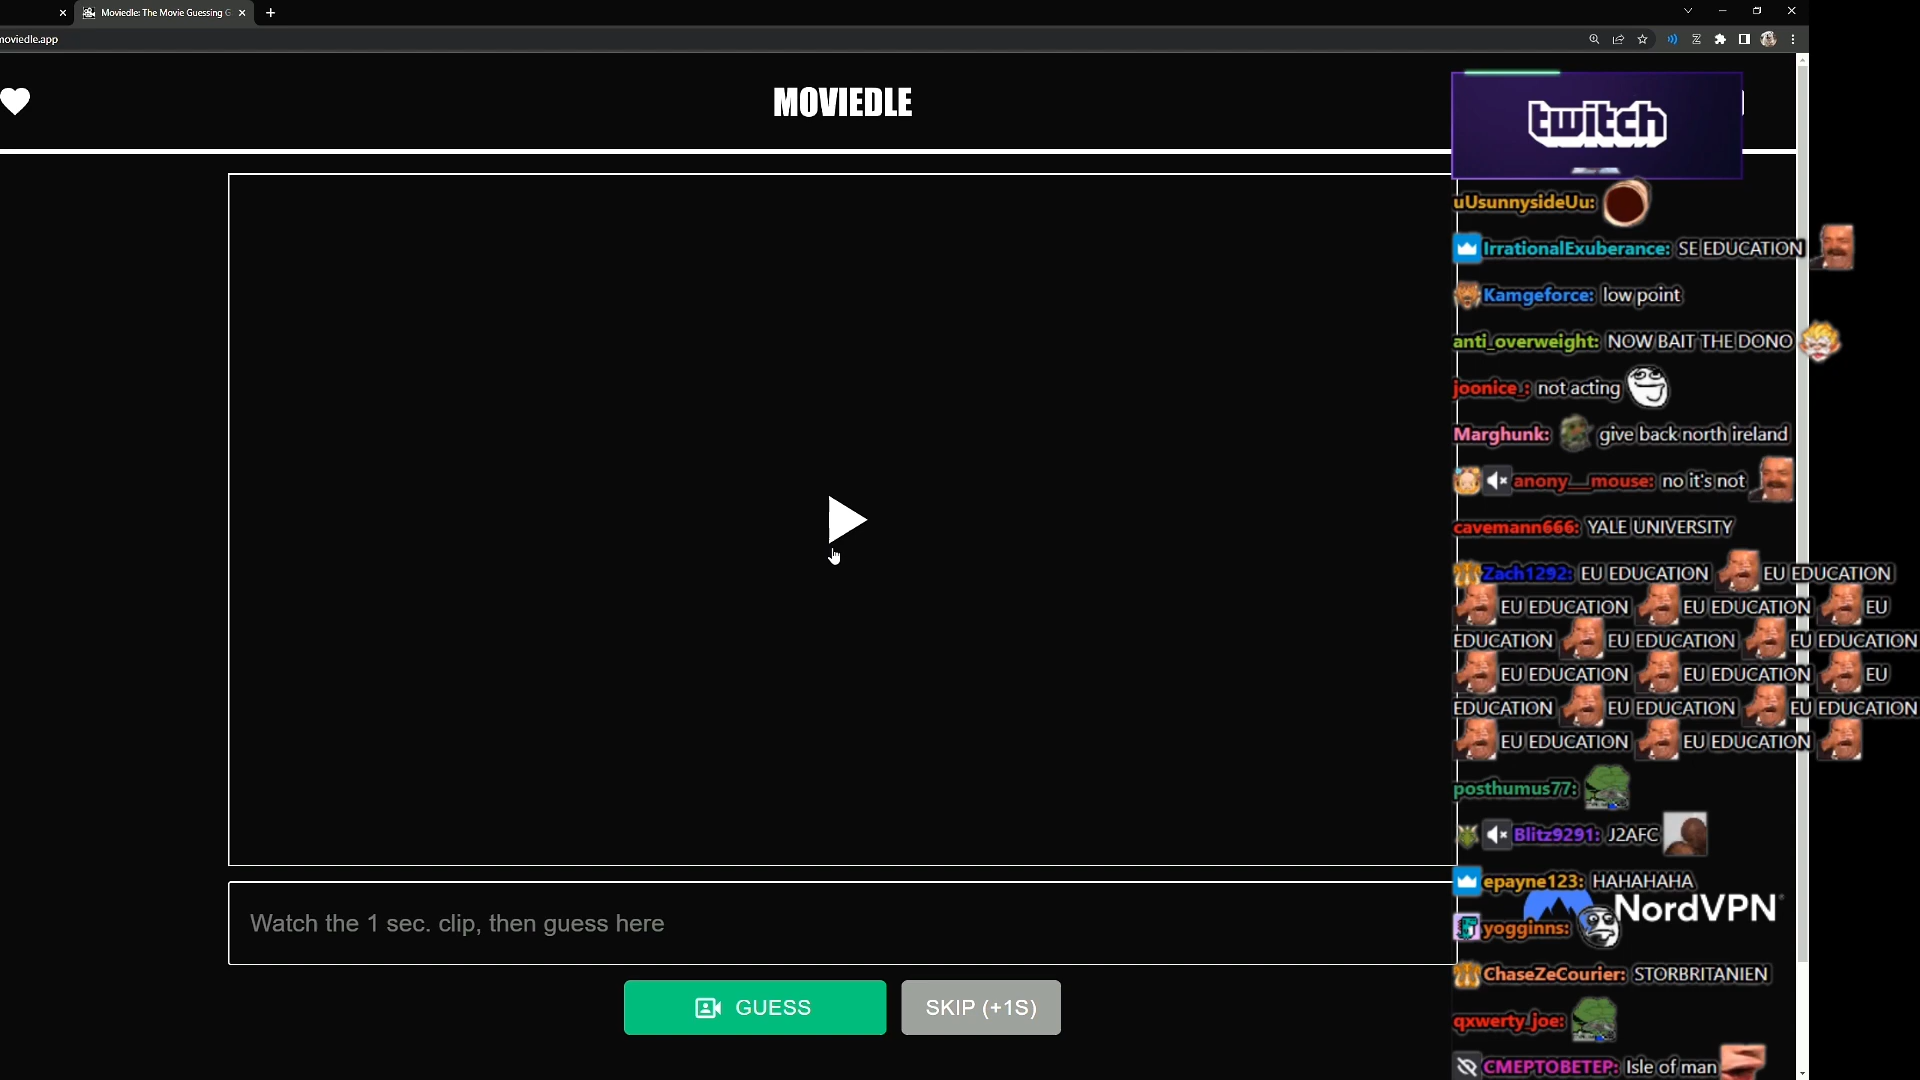 Moviedle: The Movie Guessing G
moviedle.app
MOVIEDLE
twitch
uUsunnysideUu:
IrrationalExuberance: SE EDUCATION
Kamgeforce: low point
anti_overweight: NOW BAIT THE DONO
joonice_: not acting
Marghunk: give back north ireland
anony__mouse: no it's not
cavemann666: YALE UNIVERSITY
Zach1292: EU EDUCATION EU EDUCATION
EU EDUCATION EU EDUCATION EU
EDUCATION EU EDUCATION EU EDUCATION
EU EDUCATION EU EDUCATION EU
EDUCATION EU EDUCATION EU EDUCATION
EU EDUCATION EU EDUCATION
posthumus77:
Blitz9291: J2AFC
epayne123: HAHAHAHA
NordVPN
yogginns:
ChaseZeCourier: STORBRITANIEN
qxwerty_joe:
CMEPTOBETEP: Isle of man
Watch the 1 sec. clip, then guess here
GUESS
SKIP (+1S)